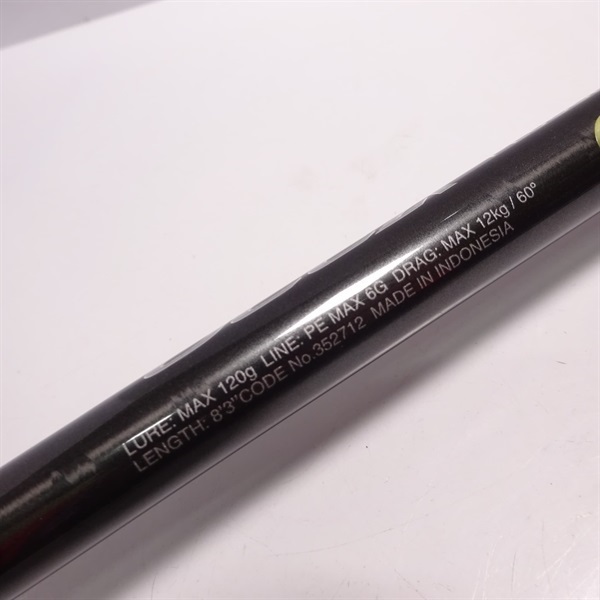 LURE: MAX 120g LINE: PE MAX 6G DRAG: MAX 12kg / 60°
LENGTH: 8'3"CODE No.352712 MADE IN INDONESIA